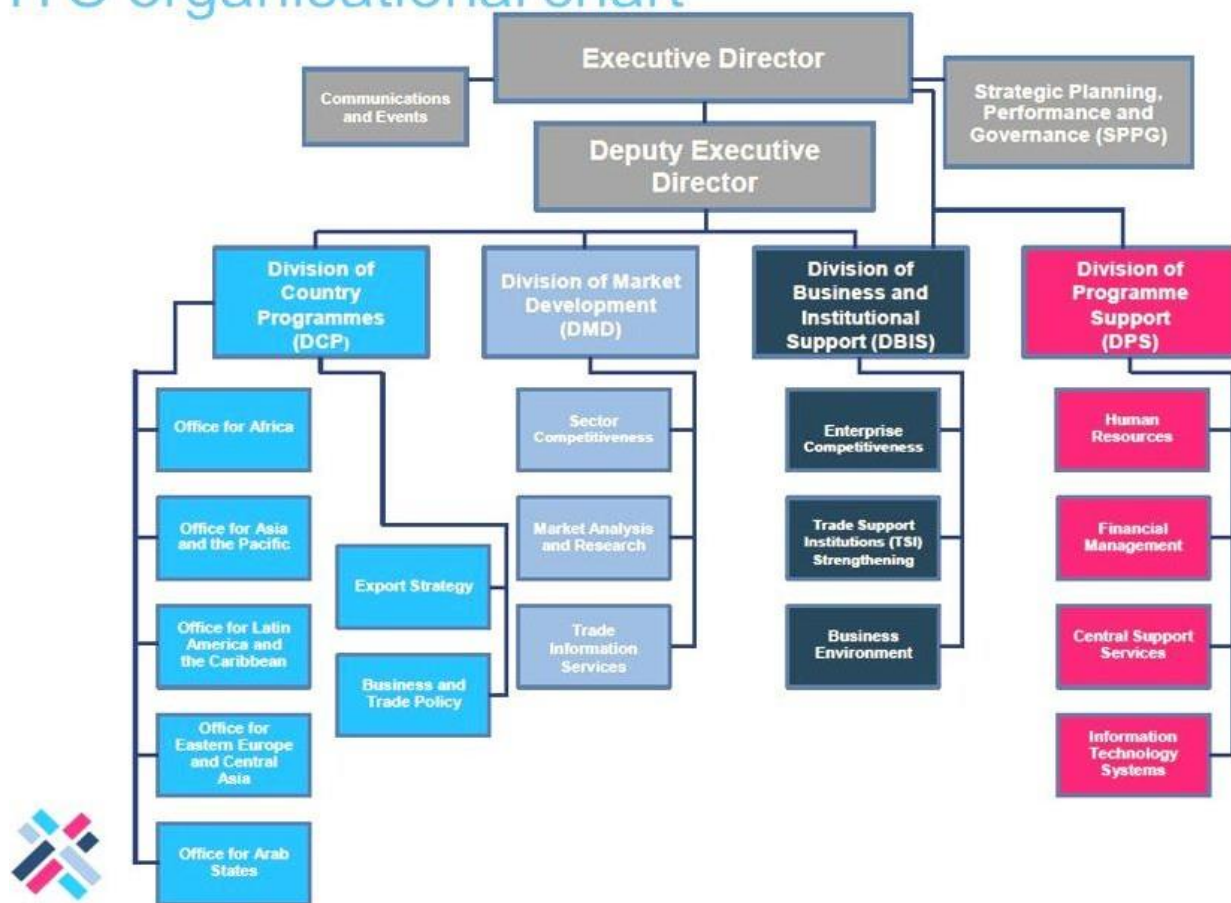 ITC organisational chart
Executive Director
Communications
and Events
Strategic Planning,
Performance and
Governance (SPPG)
Deputy Executive
Director
Division of
Country
Programmes
(DCP)
Division of Market
Development
(DMD)
Division of
Business and
Institutional
Support (DBIS)
Division of
Programme
Support
(DPS)
Office for Africa
Office for Asia
and the Pacific
Office for Latin
America and
the Caribbean
Office for
Eastern Europe
and Central
Asia
Office for Arab
States
Export Strategy
Business and
Trade Policy
Sector
Competitiveness
Market Analysis
and Research
Trade
Information
Services
Enterprise
Competitiveness
Trade Support
Institutions (TSI)
Strengthening
Business
Environment
Human
Resources
Financial
Management
Central Support
Services
Information
Technology
Systems